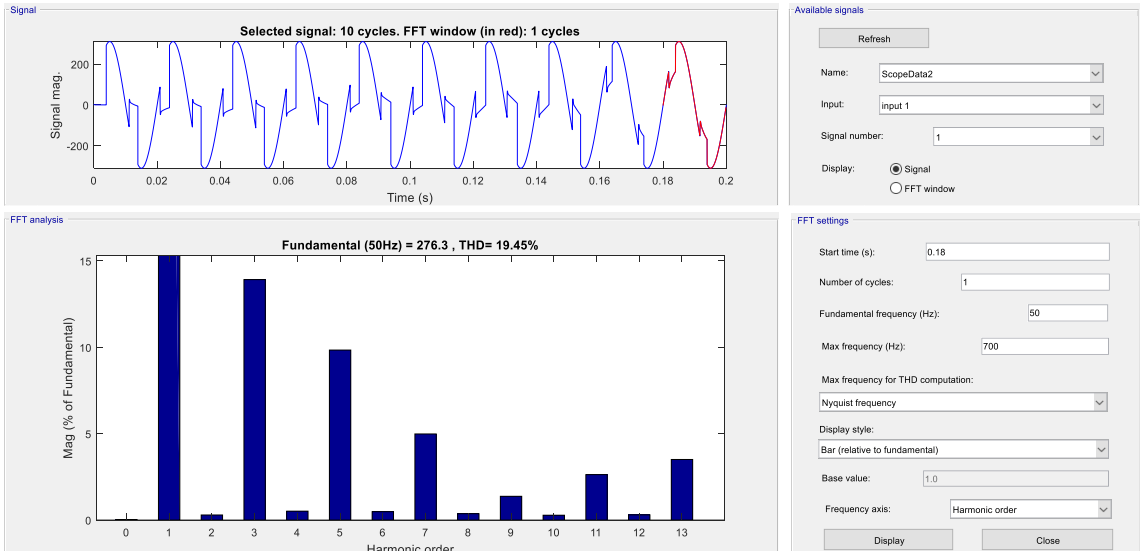 Signal
Selected signal: 10 cycles. FFT window (in red): 1 cycles
Signal mag.
200
0
-200
0 0.02 0.04 0.06 0.08 0.1 0.12 0.14 0.16 0.18 0.2
Time (s)
Available signals
Refresh
Name: ScopeData2
Input: input 1
Signal number: 1
Display: Signal
FFT window
FFT analysis
Fundamental (50Hz) = 276.3 , THD= 19.45%
Mag (% of Fundamental)
15
10
5
0
0 1 2 3 4 5 6 7 8 9 10 11 12 13
Harmonic order
FFT settings
Start time (s): 0.18
Number of cycles: 1
Fundamental frequency (Hz): 50
Max frequency (Hz): 700
Max frequency for THD computation:
Nyquist frequency
Display style:
Bar (relative to fundamental)
Base value: 1.0
Frequency axis: Harmonic order
Display Close